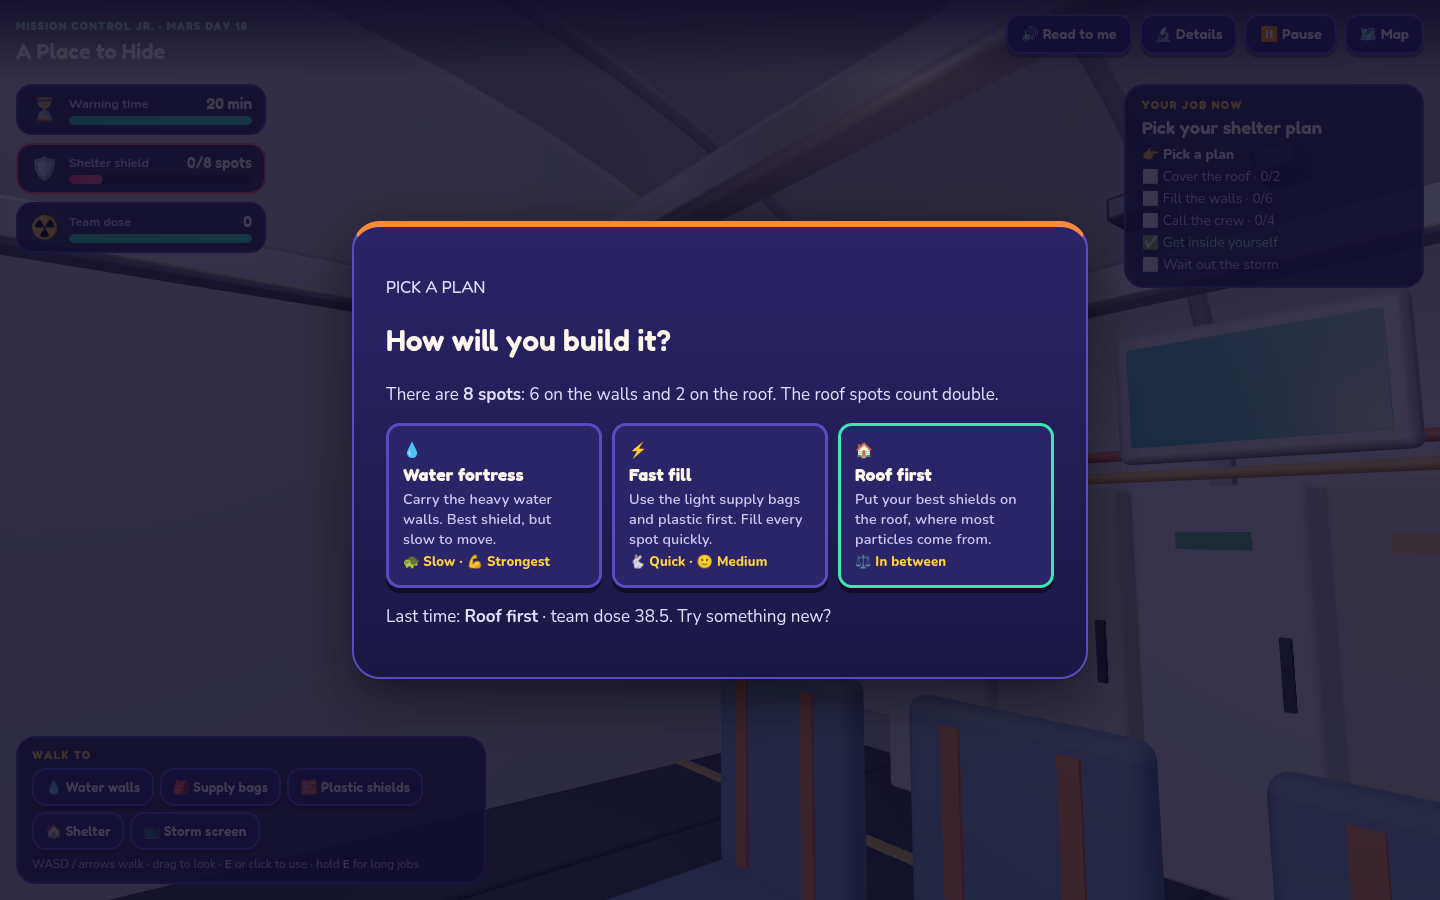 MISSION CONTROL JR. · MARS DAY 16
A Place to Hide
Warning time 20 min
Shelter shield 0/8 spots
Team dose 0
Read to me
Details
Pause
Map
YOUR JOB NOW
Pick your shelter plan
Pick a plan
Cover the roof · 0/2
Fill the walls · 0/6
Call the crew · 0/4
Get inside yourself
Wait out the storm
PICK A PLAN
How will you build it?
There are 8 spots: 6 on the walls and 2 on the roof. The roof spots count double.
Water fortress
Carry the heavy water
walls. Best shield, but
slow to move.
Slow · Strongest
Fast fill
Use the light supply bags
and plastic first. Fill every
spot quickly.
Quick · Medium
Roof first
Put your best shields on
the roof, where most
particles come from.
In between
Last time: Roof first · team dose 38.5. Try something new?
WALK TO
Water walls
Supply bags
Plastic shields
Shelter
Storm screen
WASD / arrows walk · drag to look · E or click to use · hold E for long jobs